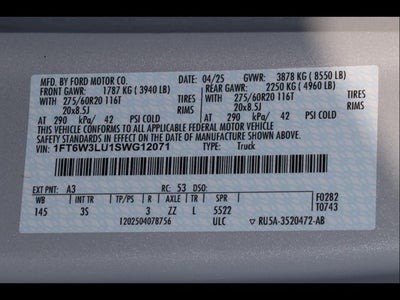 MFD. BY FORD MOTOR CO. 04/25 GVWR: 3878 KG ( 8550 LB)
FRONT GAWR: 1787 KG ( 3940 LB) REAR GAWR: 2250 KG ( 4960 LB)
WITH 275/60R20 116T TIRES WITH 275/60R20 116T TIRES
20x8.5J RIMS 20x8.5J RIMS
AT 290 kPa/ 42 PSI COLD AT 290 kPa/ 42 PSI COLD
THIS VEHICLE CONFORMS TO ALL APPLICABLE FEDERAL MOTOR VEHICLE
SAFETY STANDARDS IN EFFECT ON THE DATE OF MANUFACTURE SHOWN ABOVE.
VIN: 1FT6W3LU1SWG12071 TYPE: Truck
EXT PNT: A3 RC: 53 DSO: F0282
WB INT TR TP/PS R AXLE TR SPR T0743
145 3S 3 ZZ L 5522
1202504078756 ULC RU5A-3520472-AB